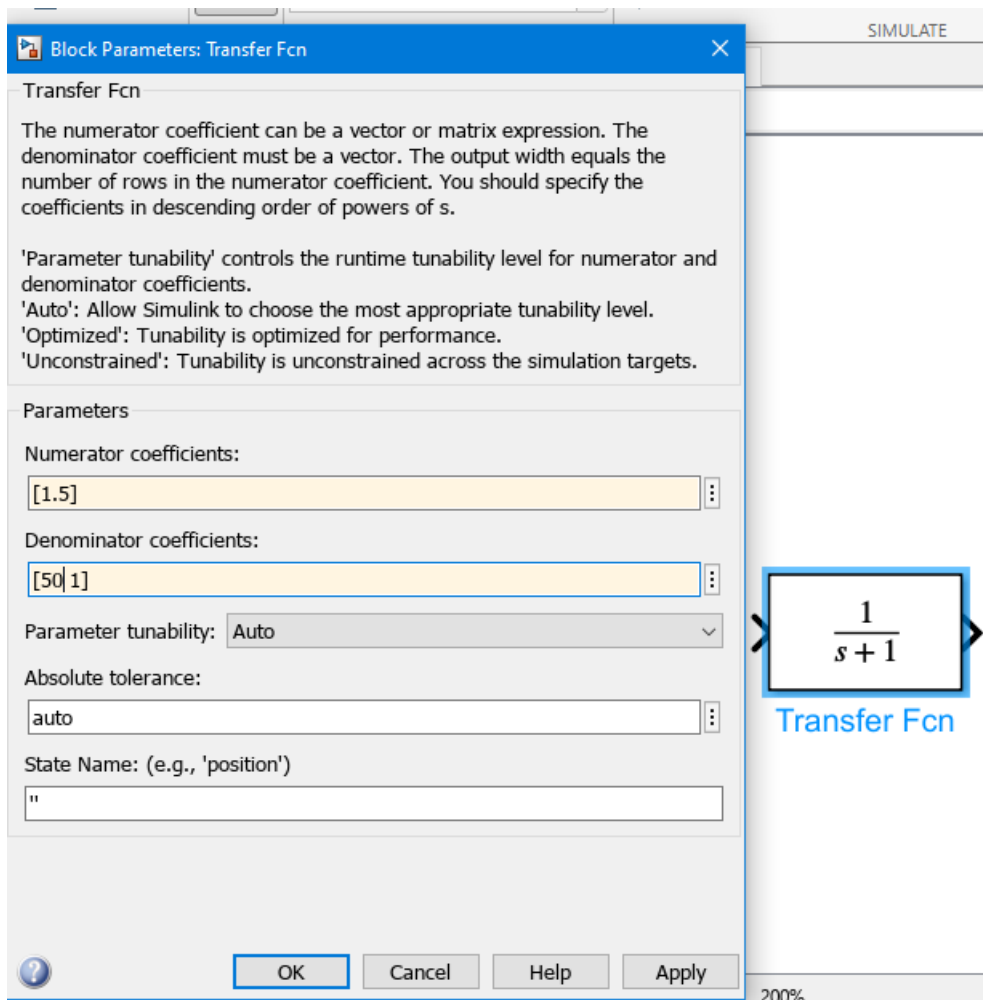 SIMULATE
Block Parameters: Transfer Fcn
Transfer Fcn
The numerator coefficient can be a vector or matrix expression. The
denominator coefficient must be a vector. The output width equals the
number of rows in the numerator coefficient. You should specify the
coefficients in descending order of powers of s.
'Parameter tunability' controls the runtime tunability level for numerator and
denominator coefficients.
'Auto': Allow Simulink to choose the most appropriate tunability level.
'Optimized': Tunability is optimized for performance.
'Unconstrained': Tunability is unconstrained across the simulation targets.
Parameters
Numerator coefficients:
[1.5]
Denominator coefficients:
[50 1]
Parameter tunability: Auto
Absolute tolerance:
auto
State Name: (e.g., 'position')
''
OK Cancel Help Apply
1
s + 1
Transfer Fcn
200%